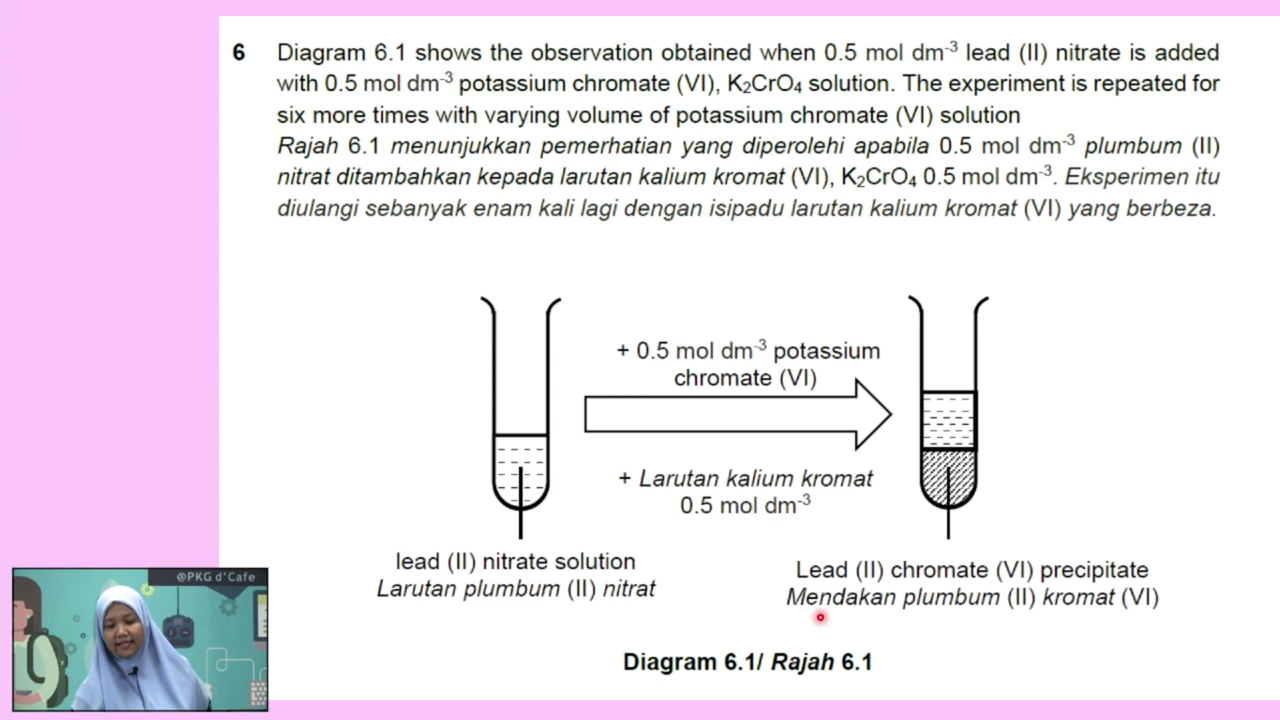 6 Diagram 6.1 shows the observation obtained when 0.5 mol dm⁻³ lead (II) nitrate is added
with 0.5 mol dm⁻³ potassium chromate (VI), K₂CrO₄ solution. The experiment is repeated for
six more times with varying volume of potassium chromate (VI) solution
Rajah 6.1 menunjukkan pemerhatian yang diperolehi apabila 0.5 mol dm⁻³ plumbum (II)
nitrat ditambahkan kepada larutan kalium kromat (VI), K₂CrO₄ 0.5 mol dm⁻³. Eksperimen itu
diulangi sebanyak enam kali lagi dengan isipadu larutan kalium kromat (VI) yang berbeza.
+ 0.5 mol dm⁻³ potassium
chromate (VI)
+ Larutan kalium kromat
0.5 mol dm⁻³
lead (II) nitrate solution
Larutan plumbum (II) nitrat
Lead (II) chromate (VI) precipitate
Mendakan plumbum (II) kromat (VI)
Diagram 6.1/ Rajah 6.1
@PKG d'Cafe